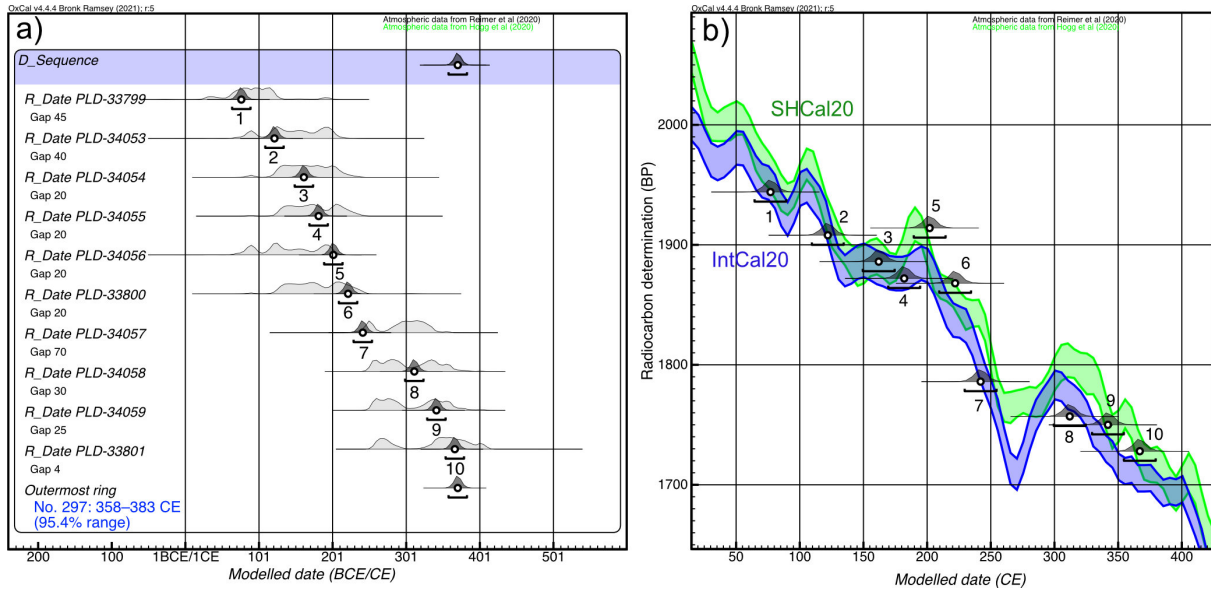 OxCal v4.4.4 Bronk Ramsey (2021); r:5
Atmospheric data from Reimer et al (2020)
Atmospheric data from Hogg et al (2020)
a)
D_Sequence
R_Date PLD-33799
1
Gap 45
R_Date PLD-34053
2
Gap 40
R_Date PLD-34054
3
Gap 20
R_Date PLD-34055
4
Gap 20
R_Date PLD-34056
5
Gap 20
R_Date PLD-33800
6
Gap 20
R_Date PLD-34057
7
Gap 70
R_Date PLD-34058
8
Gap 30
R_Date PLD-34059
9
Gap 25
R_Date PLD-33801
10
Gap 4
Outermost ring
No. 297: 358–383 CE
(95.4% range)
200 100 1BCE/1CE 101 201 301 401 501
Modelled date (BCE/CE)
OxCal v4.4.4 Bronk Ramsey (2021); r:5
Atmospheric data from Reimer et al (2020)
Atmospheric data from Hogg et al (2020)
b)
SHCal20
IntCal20
Radiocarbon determination (BP)
2000
1900
1800
1700
1
2
3
4
5
6
7
8
9
10
50 100 150 200 250 300 350 400
Modelled date (CE)